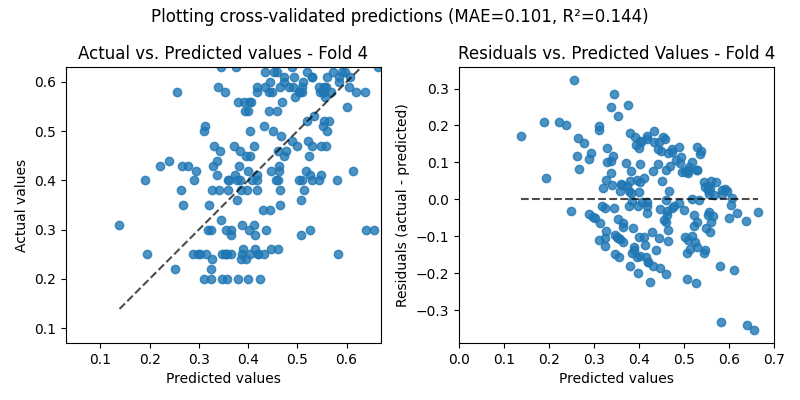 Plotting cross-validated predictions (MAE=0.101, R²=0.144)
Actual vs. Predicted values - Fold 4
Actual values
0.6
0.5
0.4
0.3
0.2
0.1
0.1 0.2 0.3 0.4 0.5 0.6
Predicted values
Residuals vs. Predicted Values - Fold 4
Residuals (actual - predicted)
0.3
0.2
0.1
0.0
−0.1
−0.2
−0.3
0.0 0.1 0.2 0.3 0.4 0.5 0.6 0.7
Predicted values